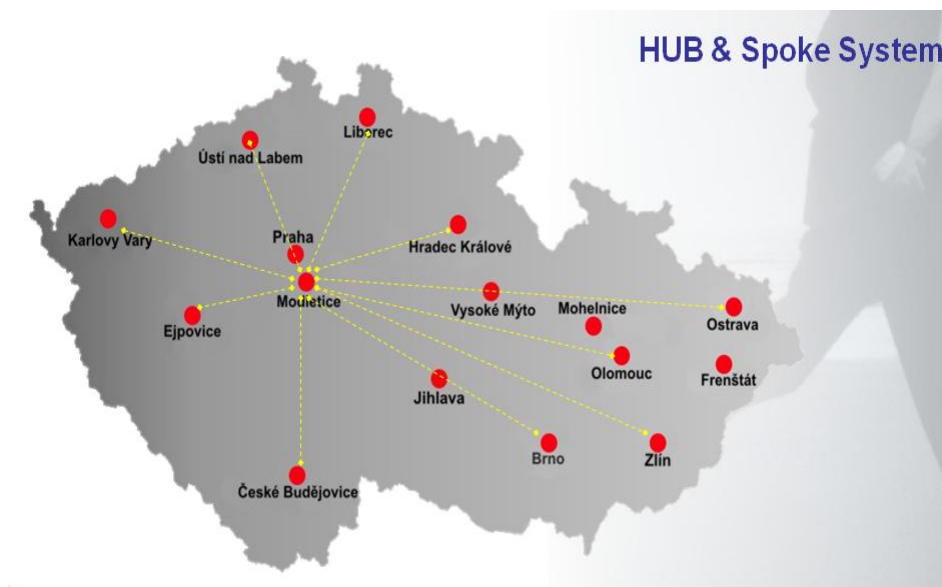 HUB & Spoke System
Liberec
Ústí nad Labem
Karlovy Vary
Praha
Hradec Králové
Modletice
Vysoké Mýto
Mohelnice
Ostrava
Ejpovice
Olomouc
Frenštát
Jihlava
Brno
Zlín
České Budějovice